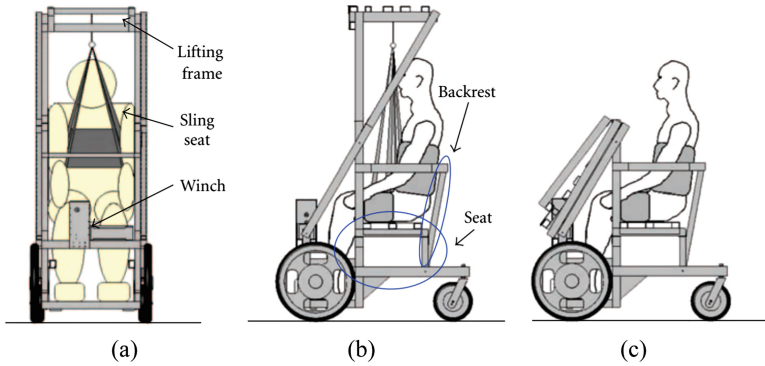 Lifting
frame
Sling
seat
Winch
Backrest
Seat
(a)
(b)
(c)